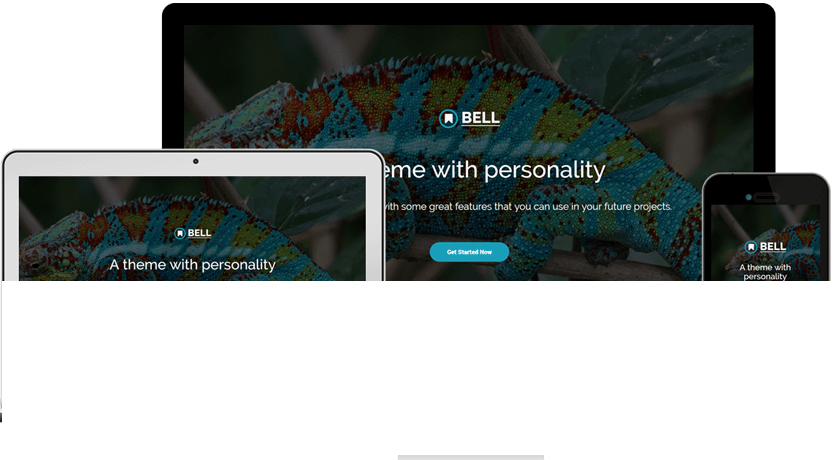 BELL
eme with personality
with some great features that you can use in your future projects.
Get Started Now
BELL
A theme with personality
BELL
A theme with
personality